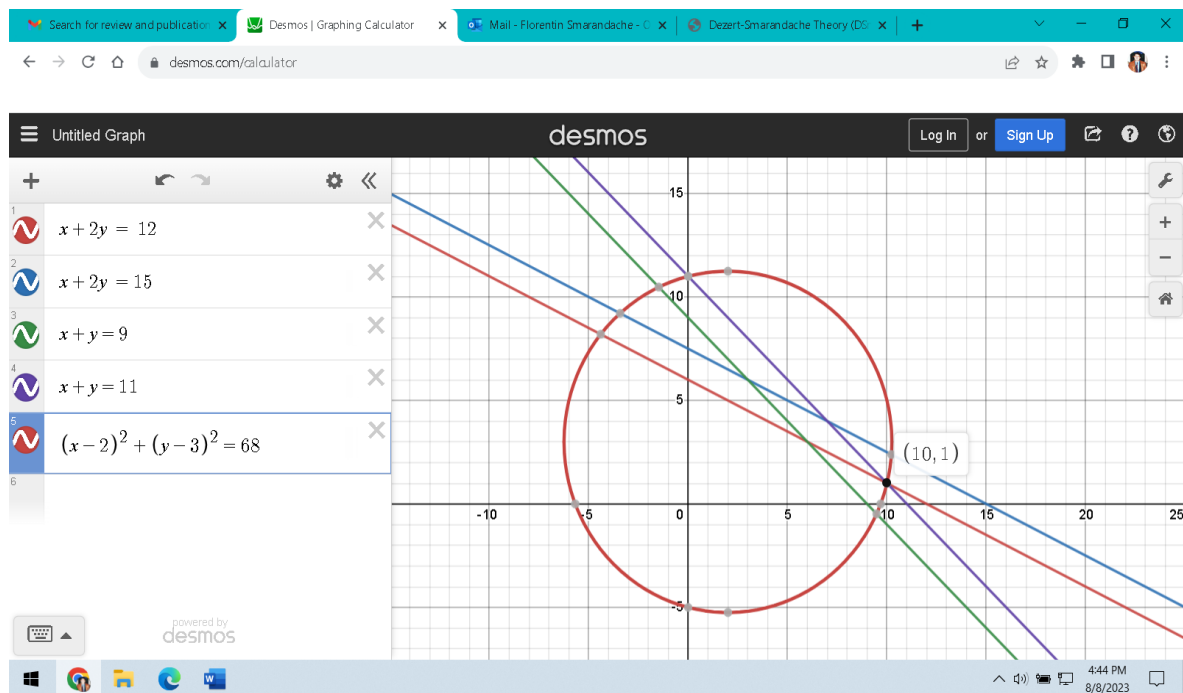 Search for review and publication
Desmos | Graphing Calculator
Mail - Florentin Smarandache - O
Dezert-Smarandache Theory (DS
desmos.com/calculator
Untitled Graph
desmos
Log In or Sign Up
1
x + 2y = 12
2
x + 2y = 15
3
x + y = 9
4
x + y = 11
5
(x − 2)² + (y − 3)² = 68
6
15
10
5
(10, 1)
-10 -5 0 5 10 15 20 25
-5
powered by
desmos
4:44 PM
8/8/2023